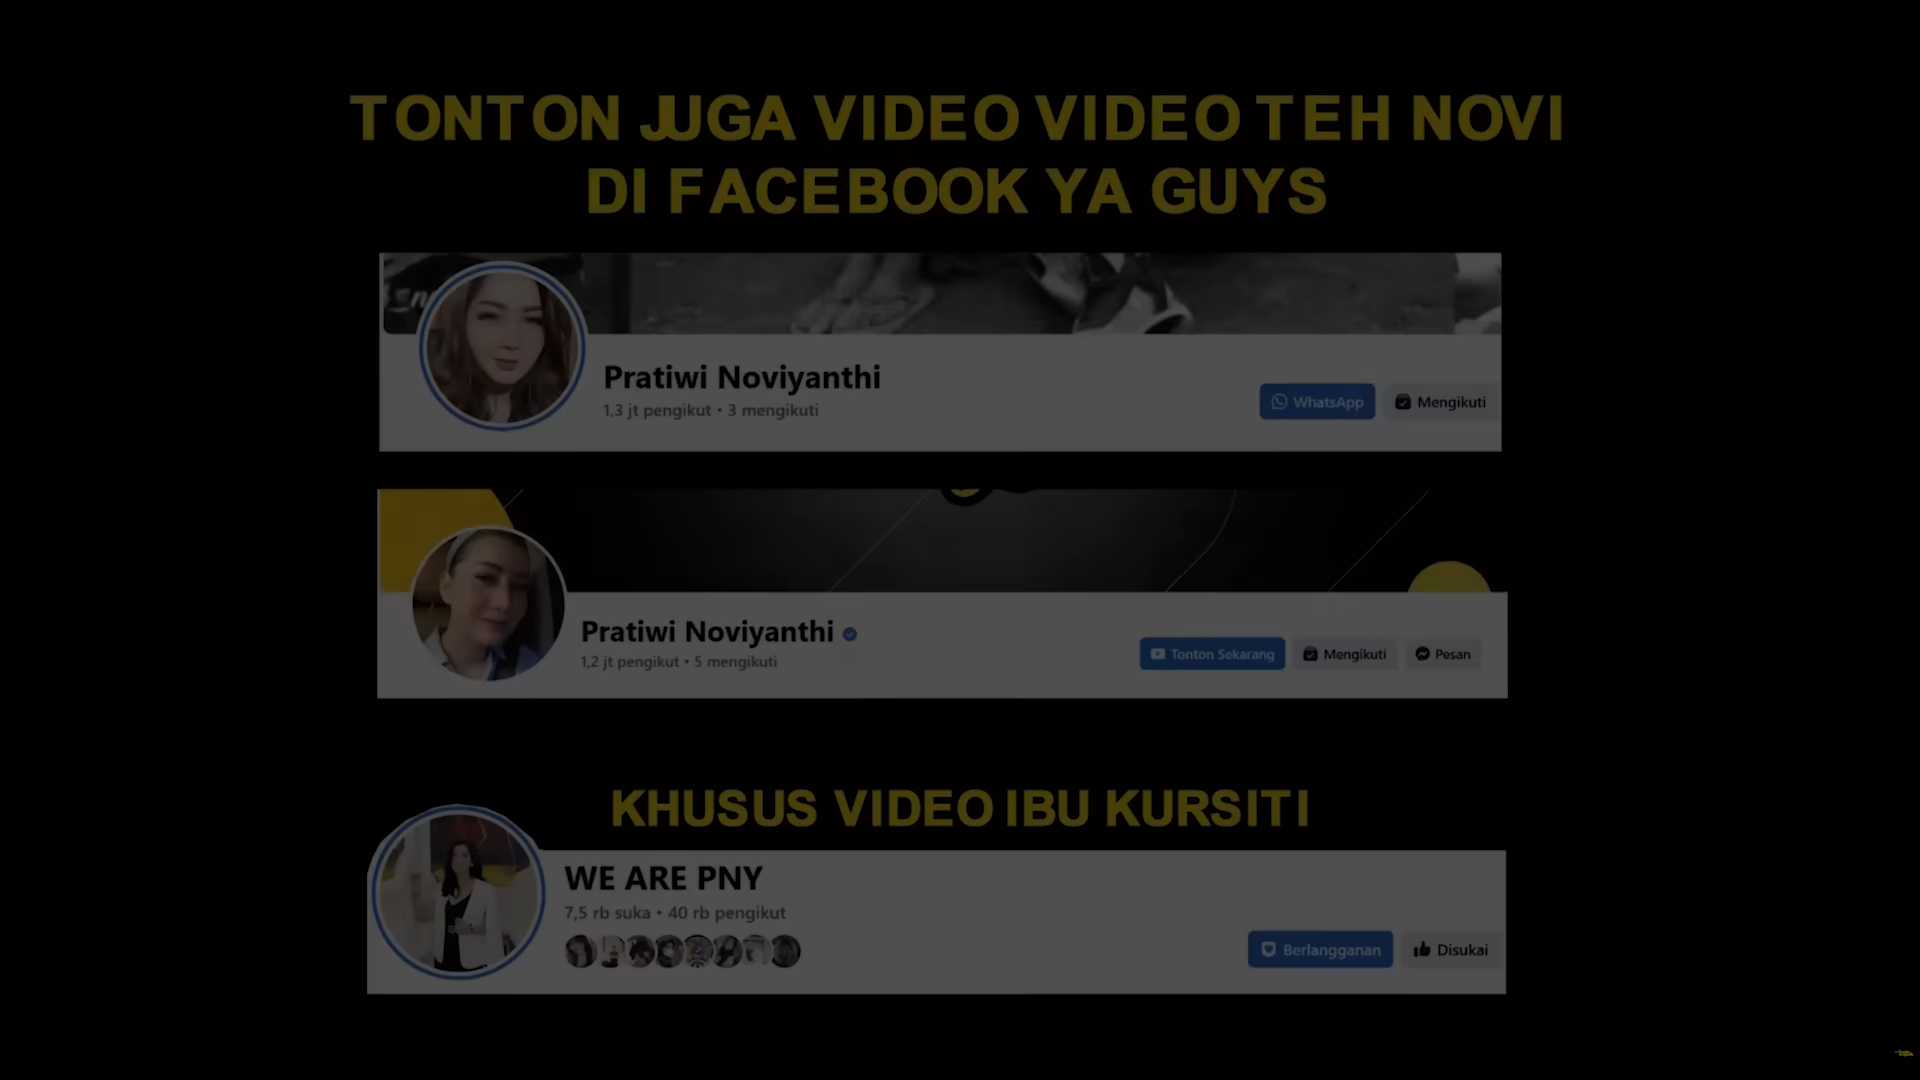 TONTON JUGA VIDEO VIDEO TEH NOVI
DI FACEBOOK YA GUYS
Pratiwi Noviyanthi
1,3 jt pengikut • 3 mengikuti
WhatsApp
Mengikuti
Pratiwi Noviyanthi
1,2 jt pengikut • 5 mengikuti
Tonton Sekarang
Mengikuti
Pesan
KHUSUS VIDEO IBU KURSITI
WE ARE PNY
7,5 rb suka • 40 rb pengikut
Berlangganan
Disukai